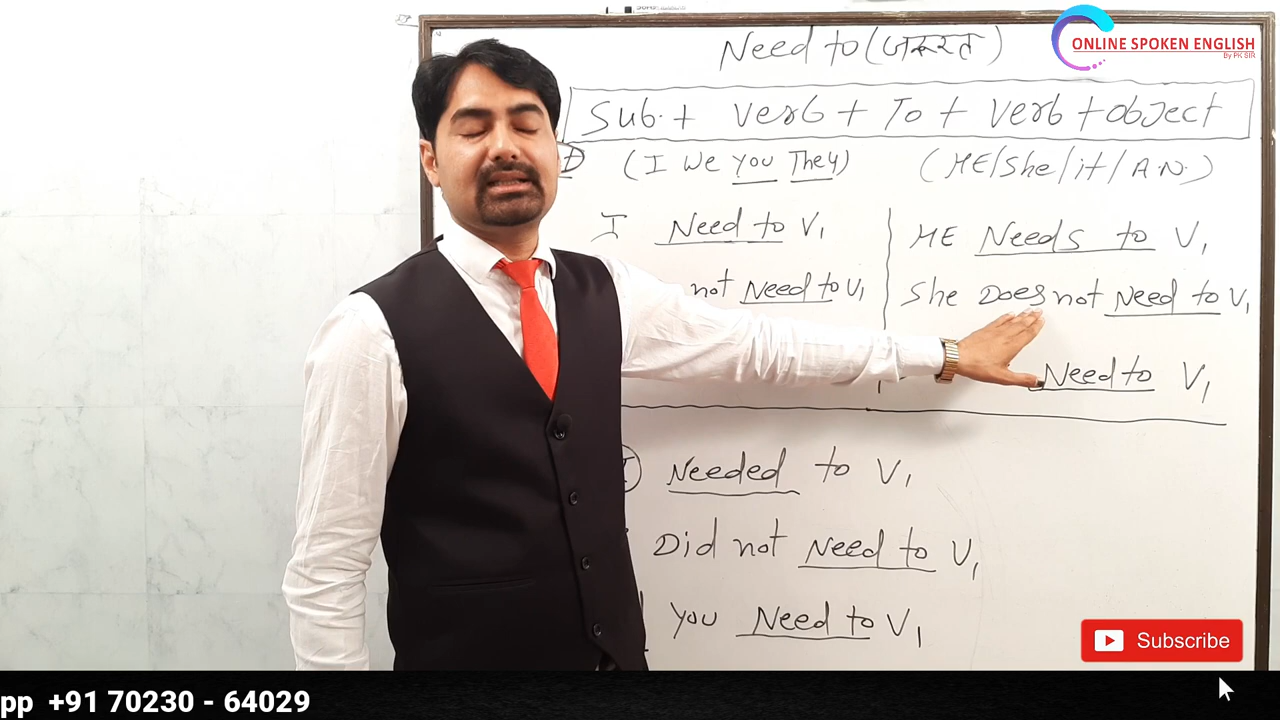 Need to (जरूरत)
ONLINE SPOKEN ENGLISH
By PK SIR
Sub. + Verb + To + Verb + Object
(I We You They) (HE/She/it/A.N.)
I Need to V1 HE Needs to V1
not Need to V1 She Does not Need to V1
Need to V1
Needed to V1
Did not Need to V1
you Need to V1
Subscribe
pp +91 70230 - 64029